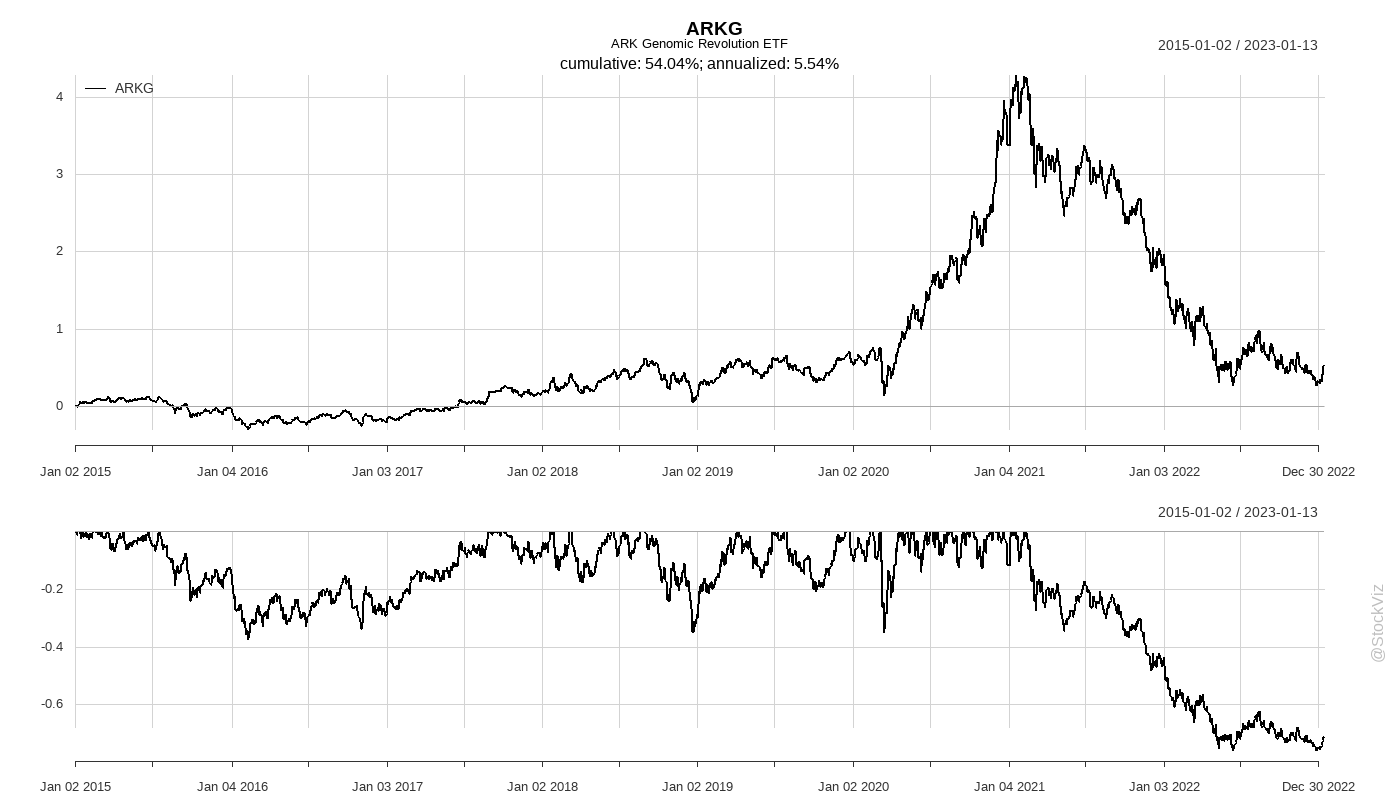 ARKG
ARK Genomic Revolution ETF
2015-01-02 / 2023-01-13
cumulative: 54.04%; annualized: 5.54%
ARKG
4
3
2
1
0
Jan 02 2015 Jan 04 2016 Jan 03 2017 Jan 02 2018 Jan 02 2019 Jan 02 2020 Jan 04 2021 Jan 03 2022 Dec 30 2022
2015-01-02 / 2023-01-13
-0.2
-0.4
-0.6
Jan 02 2015 Jan 04 2016 Jan 03 2017 Jan 02 2018 Jan 02 2019 Jan 02 2020 Jan 04 2021 Jan 03 2022 Dec 30 2022
@StockViz